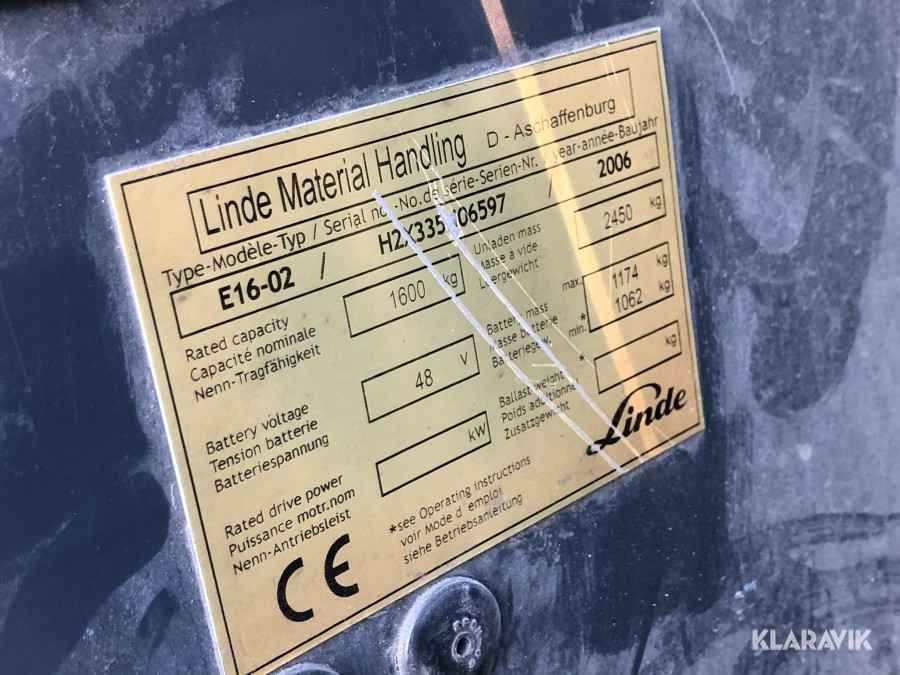 Linde Material Handling D - Aschaffenburg
Type-Modèle-Typ / Serial no.-No.de série-Serien-Nr. / year-année-Baujahr
E16-02 / / 2006
Rated capacity
Capacité nominale
Nenn-Tragfähigkeit
1600 kg
Unladen mass
Masse à vide
Leergewicht
2450 kg
Battery voltage
Tension batterie
Batteriespannung
48 V
Battery mass
Masse batterie
Batteriegew.
max. 1174 kg
min. * 1062 kg
Rated drive power
Puissance motr.nom
Nenn-Antriebsleist
kW
Ballast weight *
Poids additionne
Zusatzgewicht
kg
*see Operating instructions
voir Mode d'emploi
siehe Betriebsanleitung
CE
Linde
KLARAVIK